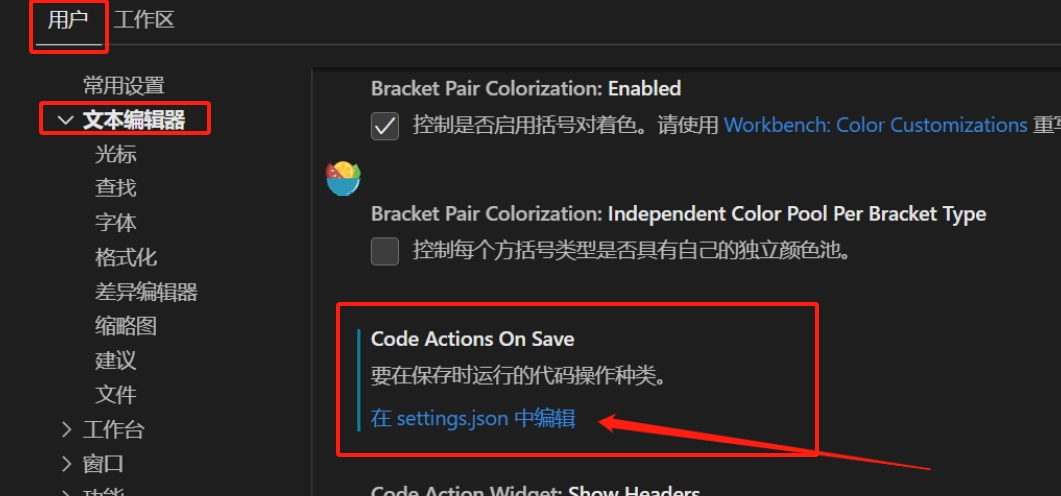 用户 工作区
常用设置
文本编辑器
光标
查找
字体
格式化
差异编辑器
缩略图
建议
文件
工作台
窗口
功能
Bracket Pair Colorization: Enabled
控制是否启用括号对着色。请使用 Workbench: Color Customizations 重写
Bracket Pair Colorization: Independent Color Pool Per Bracket Type
控制每个方括号类型是否具有自己的独立颜色池。
Code Actions On Save
要在保存时运行的代码操作种类。
在 settings.json 中编辑
Code Action Widget: Show Headers